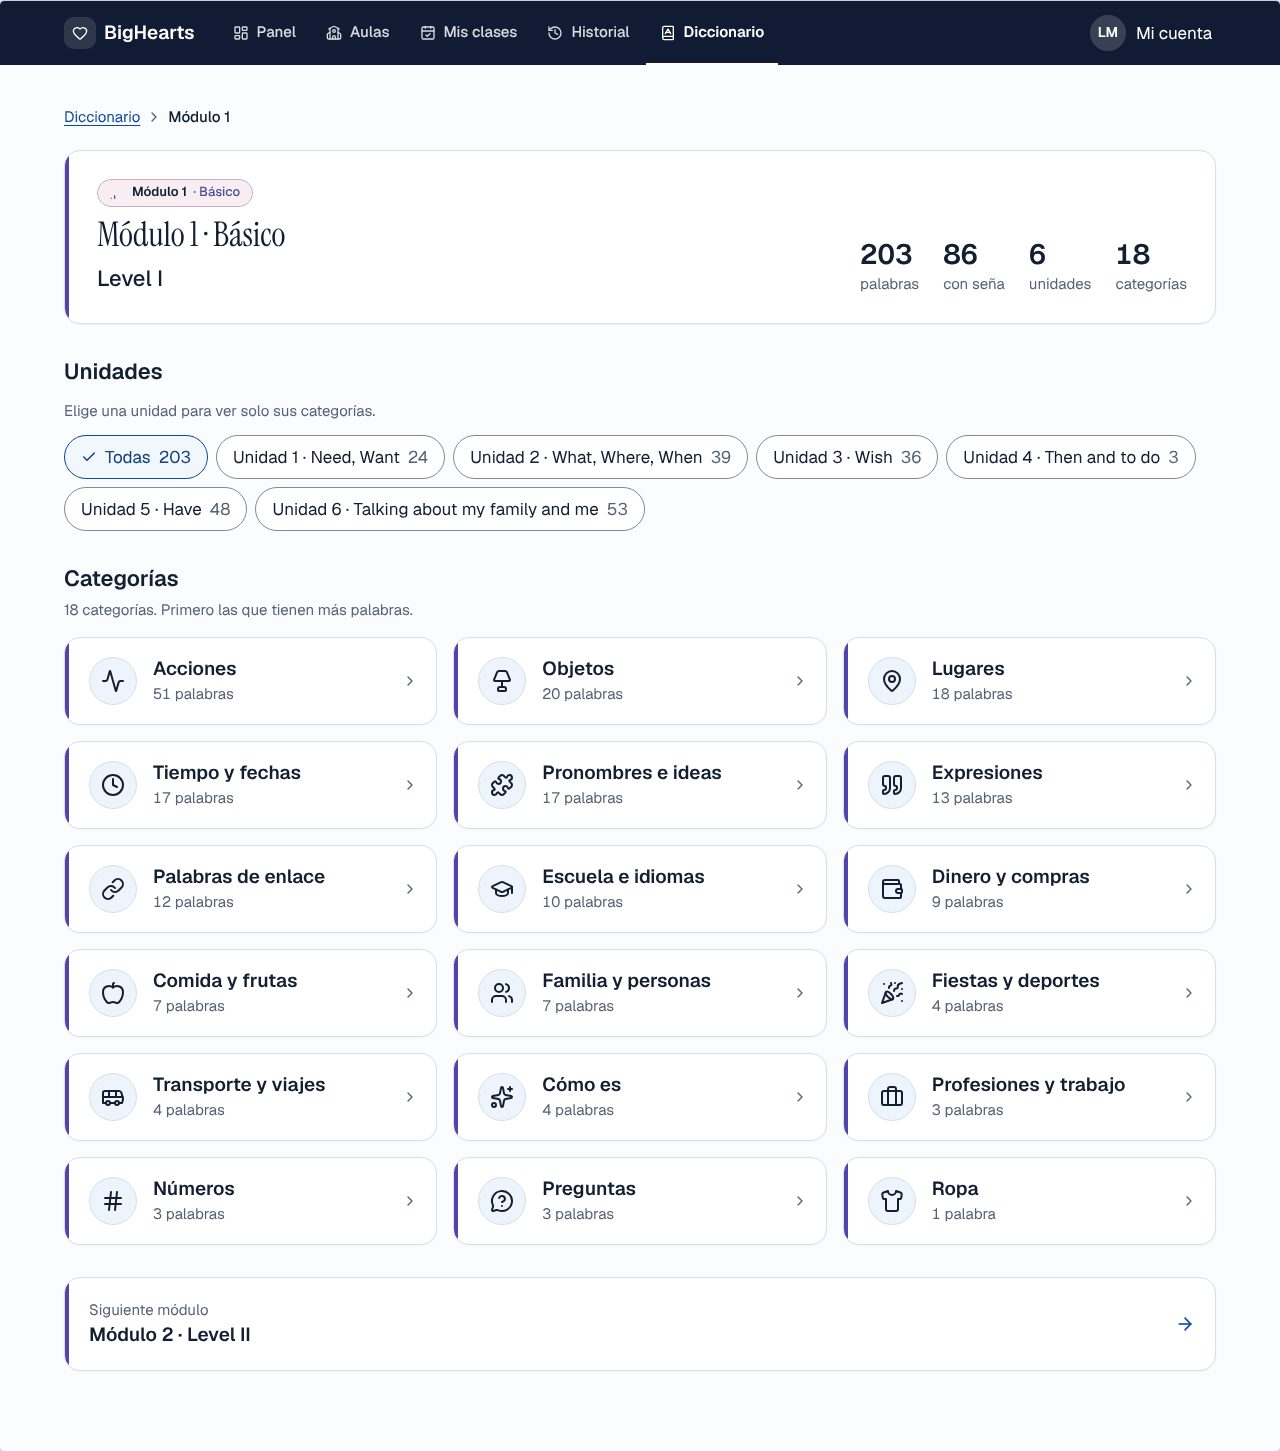 BigHearts
Panel
Aulas
Mis clases
Historial
Diccionario
LM
Mi cuenta
Diccionario
Módulo 1
Módulo 1 · Básico
Módulo 1 · Básico
Level I
203
palabras
86
con seña
6
unidades
18
categorías
Unidades
Elige una unidad para ver solo sus categorías.
Todas 203
Unidad 1 · Need, Want 24
Unidad 2 · What, Where, When 39
Unidad 3 · Wish 36
Unidad 4 · Then and to do 3
Unidad 5 · Have 48
Unidad 6 · Talking about my family and me 53
Categorías
18 categorías. Primero las que tienen más palabras.
Acciones
51 palabras
Objetos
20 palabras
Lugares
18 palabras
Tiempo y fechas
17 palabras
Pronombres e ideas
17 palabras
Expresiones
13 palabras
Palabras de enlace
12 palabras
Escuela e idiomas
10 palabras
Dinero y compras
9 palabras
Comida y frutas
7 palabras
Familia y personas
7 palabras
Fiestas y deportes
4 palabras
Transporte y viajes
4 palabras
Cómo es
4 palabras
Profesiones y trabajo
3 palabras
Números
3 palabras
Preguntas
3 palabras
Ropa
1 palabra
Siguiente módulo
Módulo 2 · Level II